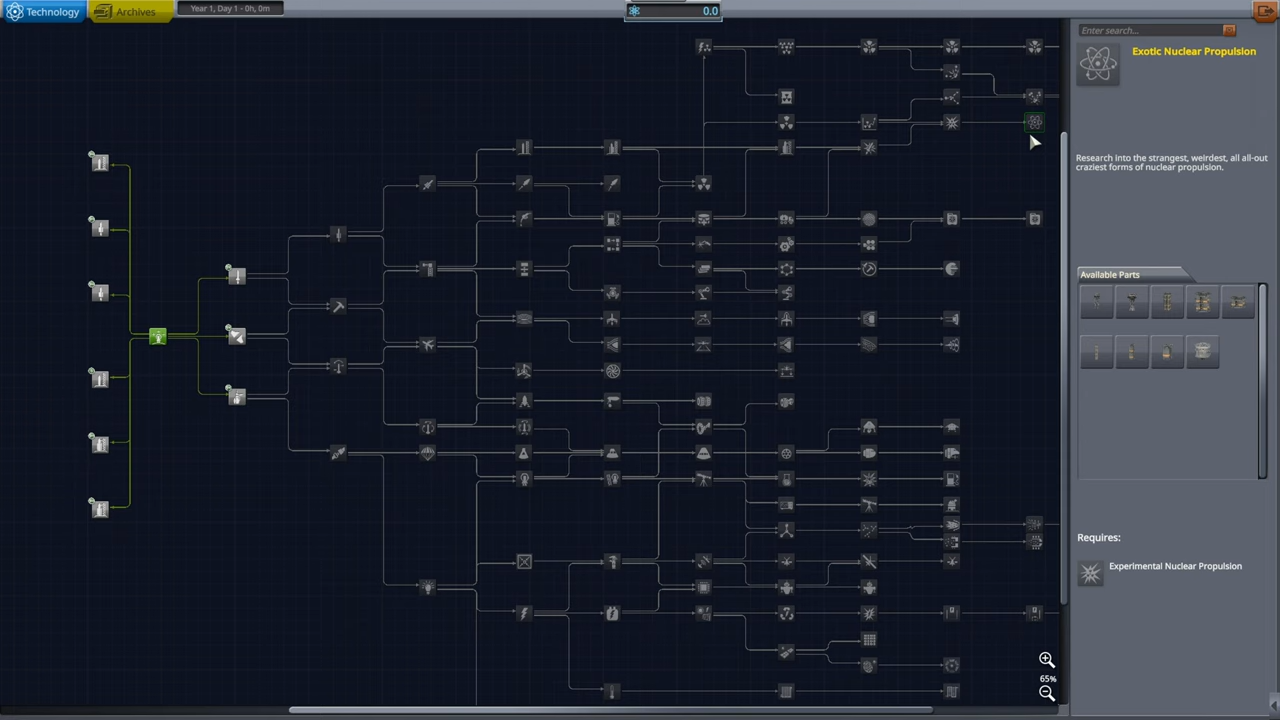 Technology
Archives
Year 1, Day 1 - 0h, 0m
0.0
Enter search...
Exotic Nuclear Propulsion
Research into the strangest, weirdest, all all-out
craziest forms of nuclear propulsion.
Available Parts
Requires:
Experimental Nuclear Propulsion
65%